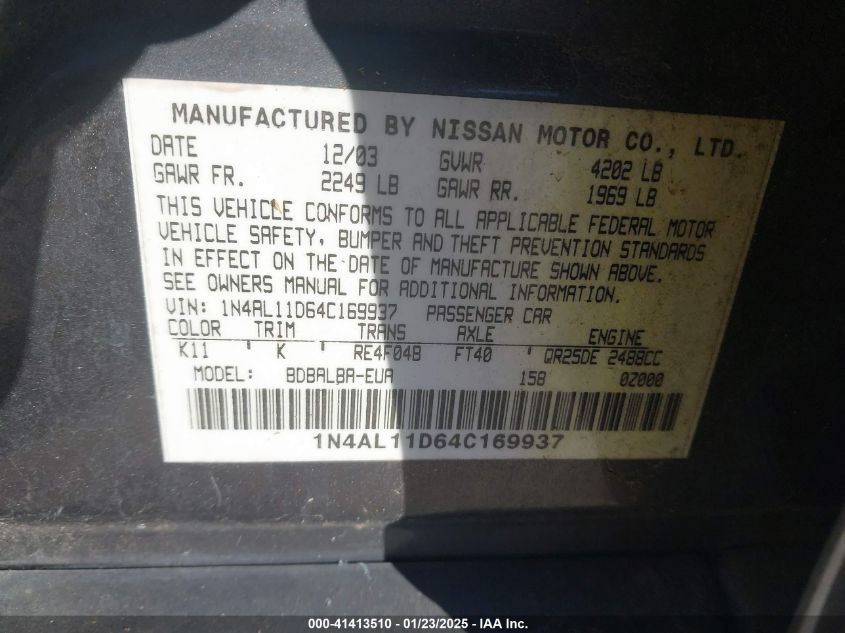 MANUFACTURED BY NISSAN MOTOR CO., LTD.
DATE 12/03 GVWR 4202 LB
GAWR FR. 2249 LB GAWR RR. 1969 LB
THIS VEHICLE CONFORMS TO ALL APPLICABLE FEDERAL MOTOR
VEHICLE SAFETY, BUMPER AND THEFT PREVENTION STANDARDS
IN EFFECT ON THE DATE OF MANUFACTURE SHOWN ABOVE.
SEE OWNERS MANUAL FOR ADDITIONAL INFORMATION.
VIN: 1N4AL11D64C169937 PASSENGER CAR
COLOR TRIM TRANS AXLE ENGINE
K11 ' K ' RE4F04B FT40 ' QR25DE 2488CC
MODEL: BDBALBA-EUA 158 0Z000
1N4AL11D64C169937
000-41413510 - 01/23/2025 - IAA Inc.